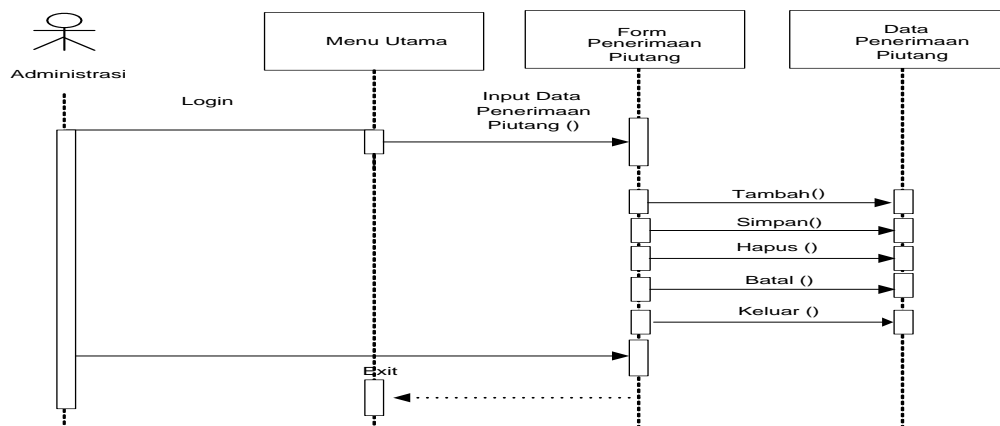 Administrasi
Menu Utama
Form
Penerimaan
Piutang
Data
Penerimaan
Piutang
Login
Input Data
Penerimaan
Piutang ()
Tambah()
Simpan()
Hapus ()
Batal ()
Keluar ()
Exit